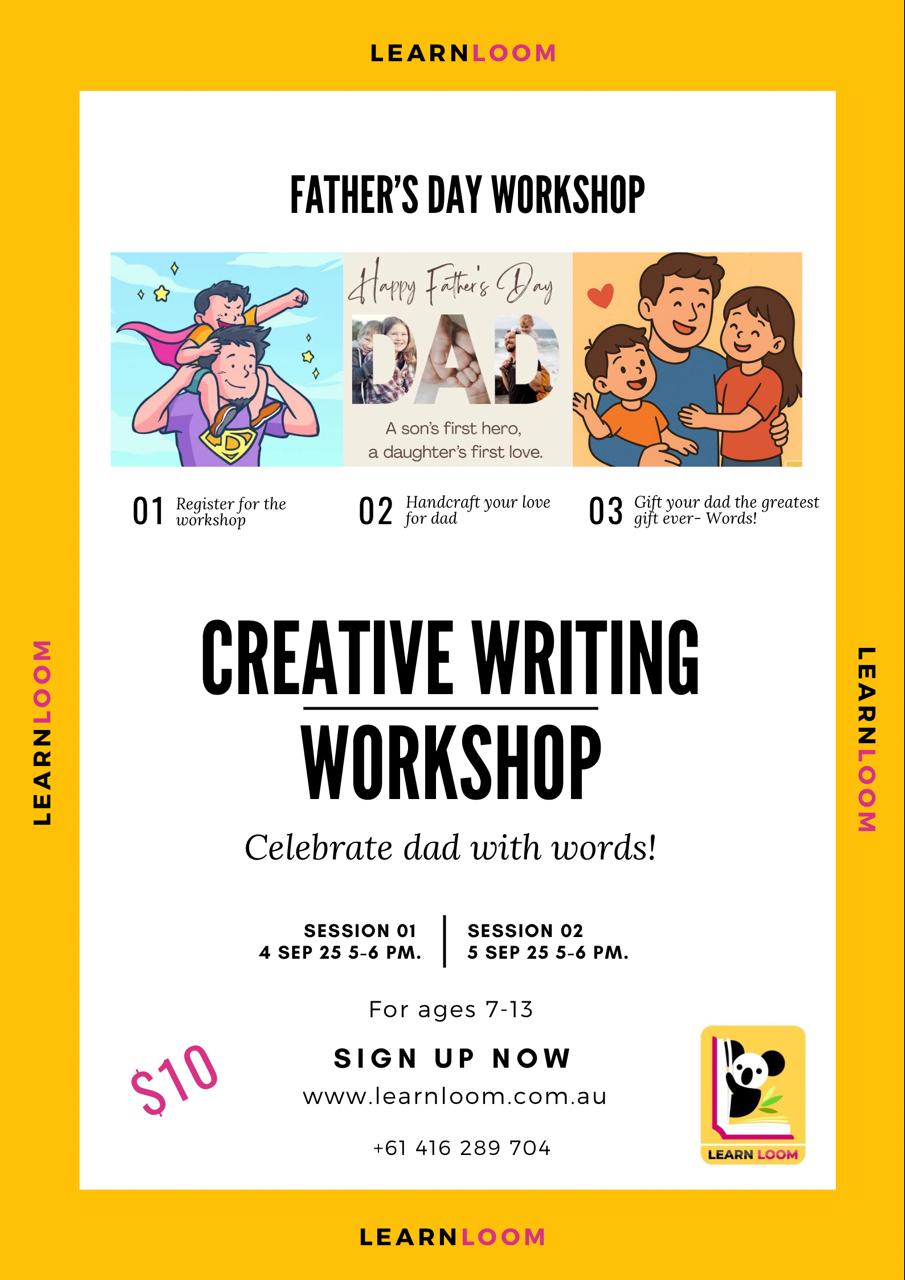 LEARNLOOM
FATHER’S DAY WORKSHOP
Happy Father's Day
DAD
A son’s first hero,
a daughter’s first love.
01 Register for the
workshop
02 Handcraft your love
for dad
03 Gift your dad the greatest
gift ever- Words!
CREATIVE WRITING
WORKSHOP
Celebrate dad with words!
SESSION 01
4 SEP 25 5-6 PM.
SESSION 02
5 SEP 25 5-6 PM.
For ages 7-13
$10
SIGN UP NOW
www.learnloom.com.au
+61 416 289 704
LEARN LOOM
LEARNLOOM
LEARNLOOM
LEARNLOOM